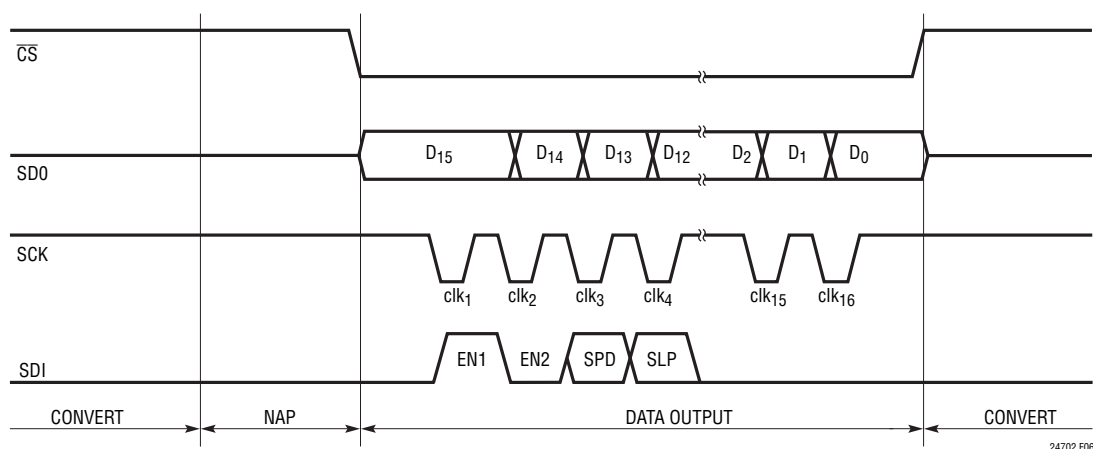 CS
SD0
D15 D14 D13 D12 D2 D1 D0
SCK
clk1 clk2 clk3 clk4 clk15 clk16
SDI
EN1 EN2 SPD SLP
CONVERT NAP DATA OUTPUT CONVERT
24702 F06